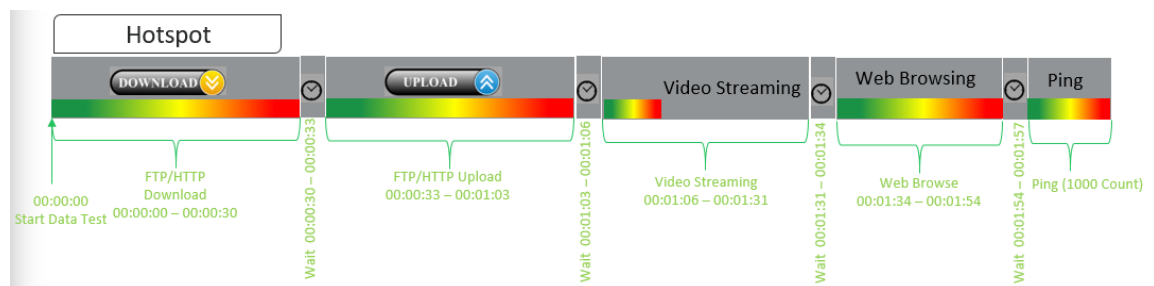 Hotspot
DOWNLOAD
UPLOAD
Video Streaming
Web Browsing
Ping
00:00:00
Start Data Test
FTP/HTTP
Download
00:00:00 – 00:00:30
Wait  00:00:30 – 00:00:33
FTP/HTTP Upload
00:00:33 – 00:01:03
Wait  00:01:03 – 00:01:06
Video Streaming
00:01:06 – 00:01:31
Wait  00:01:31 – 00:01:34
Web Browse
00:01:34 – 00:01:54
Wait  00:01:54 – 00:01:57
Ping (1000 Count)